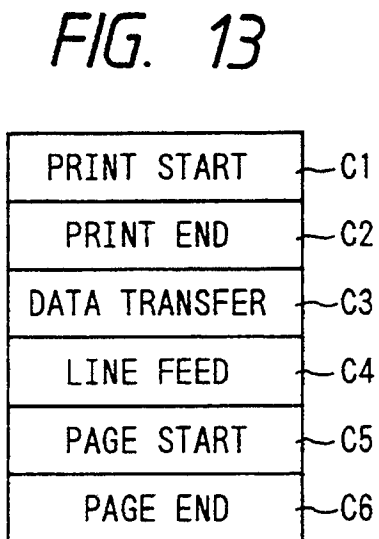 FIG. 13
PRINT START C1
PRINT END C2
DATA TRANSFER C3
LINE FEED C4
PAGE START C5
PAGE END C6